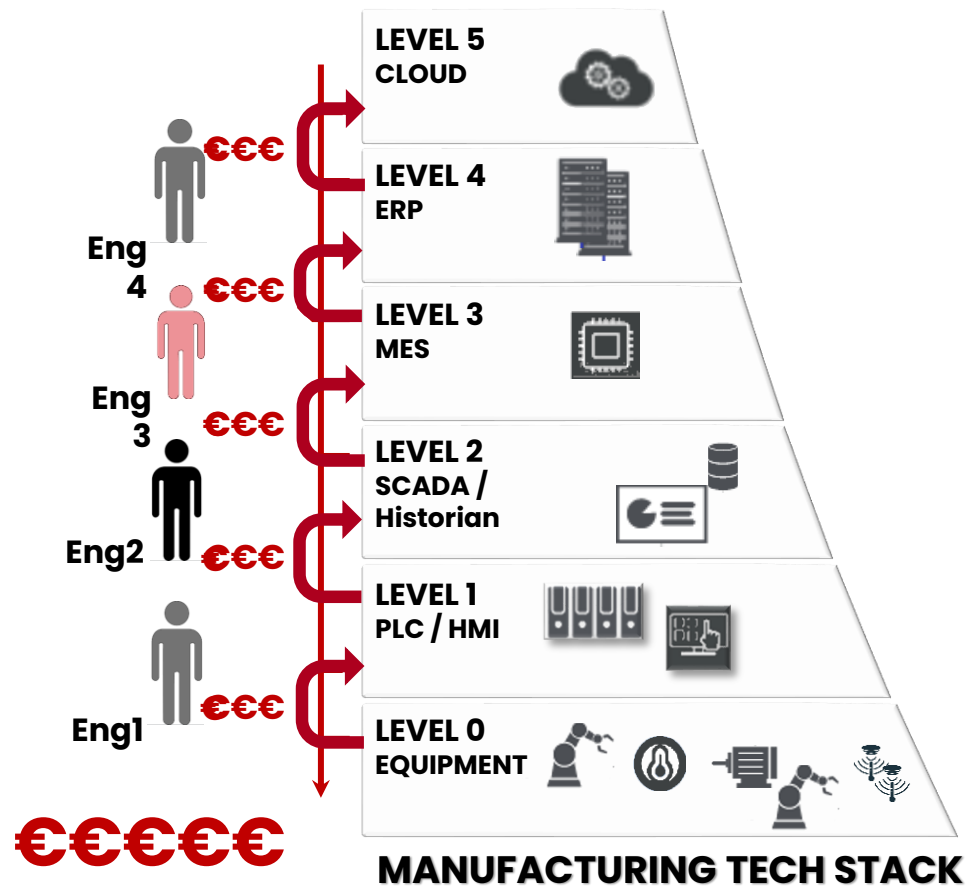 LEVEL 5
CLOUD
€€€
LEVEL 4
ERP
Eng
4
€€€
LEVEL 3
MES
Eng
3
€€€
LEVEL 2
SCADA /
Historian
Eng2
€€€
LEVEL 1
PLC / HMI
€€€
Eng1
LEVEL 0
EQUIPMENT
€€€€€
MANUFACTURING TECH STACK